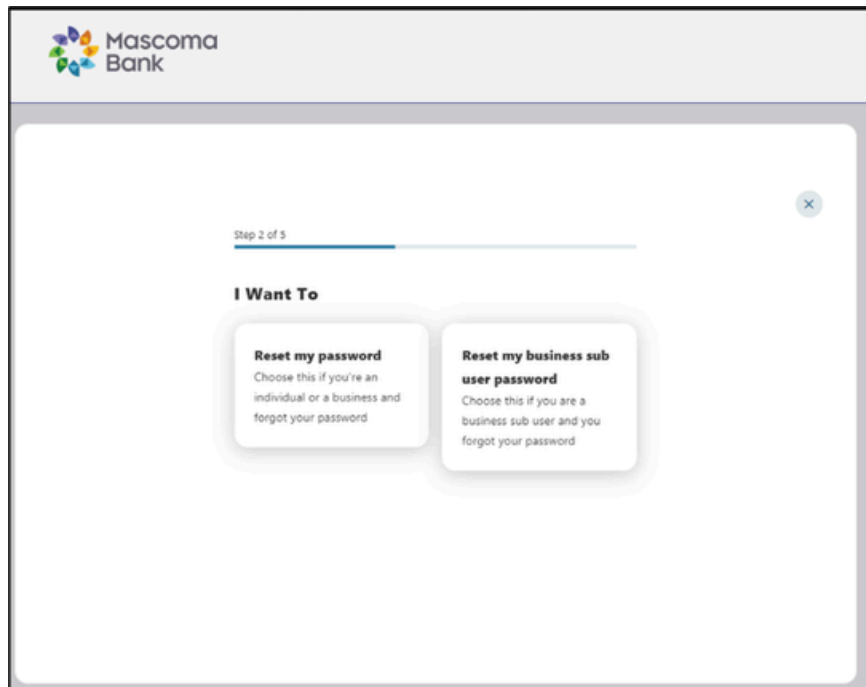 Mascoma
Bank
Step 2 of 5
I Want To
Reset my password
Choose this if you're an
individual or a business and
forgot your password
Reset my business sub
user password
Choose this if you are a
business sub user and you
forgot your password